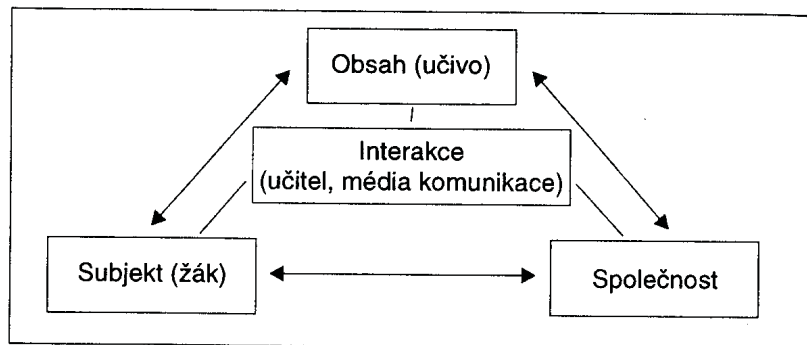 Obsah (učivo)
Interakce
(učitel, média komunikace)
Subjekt (žák)
Společnost